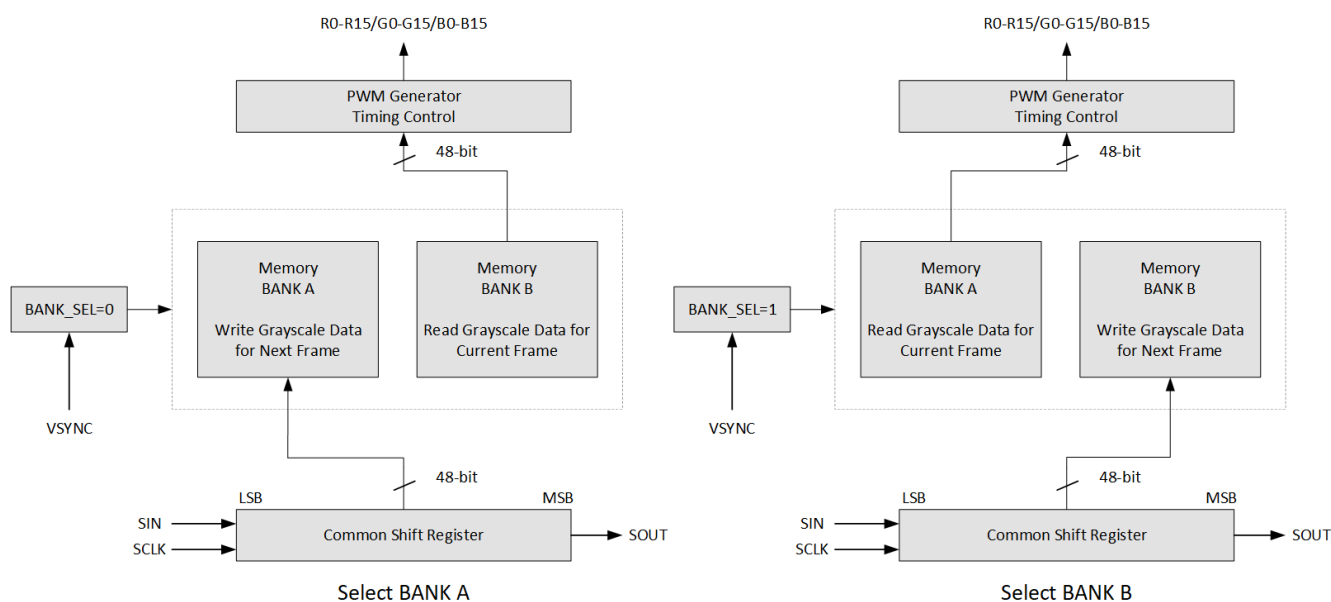 R0-R15/G0-G15/B0-B15
PWM Generator
Timing Control
48-bit
Memory
BANK A
Write Grayscale Data
for Next Frame
Memory
BANK B
Read Grayscale Data for
Current Frame
BANK_SEL=0
VSYNC
48-bit
LSB
MSB
SIN
SCLK
Common Shift Register
SOUT
Select BANK A
R0-R15/G0-G15/B0-B15
PWM Generator
Timing Control
48-bit
Memory
BANK A
Read Grayscale Data for
Current Frame
Memory
BANK B
Write Grayscale Data
for Next Frame
BANK_SEL=1
VSYNC
48-bit
LSB
MSB
SIN
SCLK
Common Shift Register
SOUT
Select BANK B